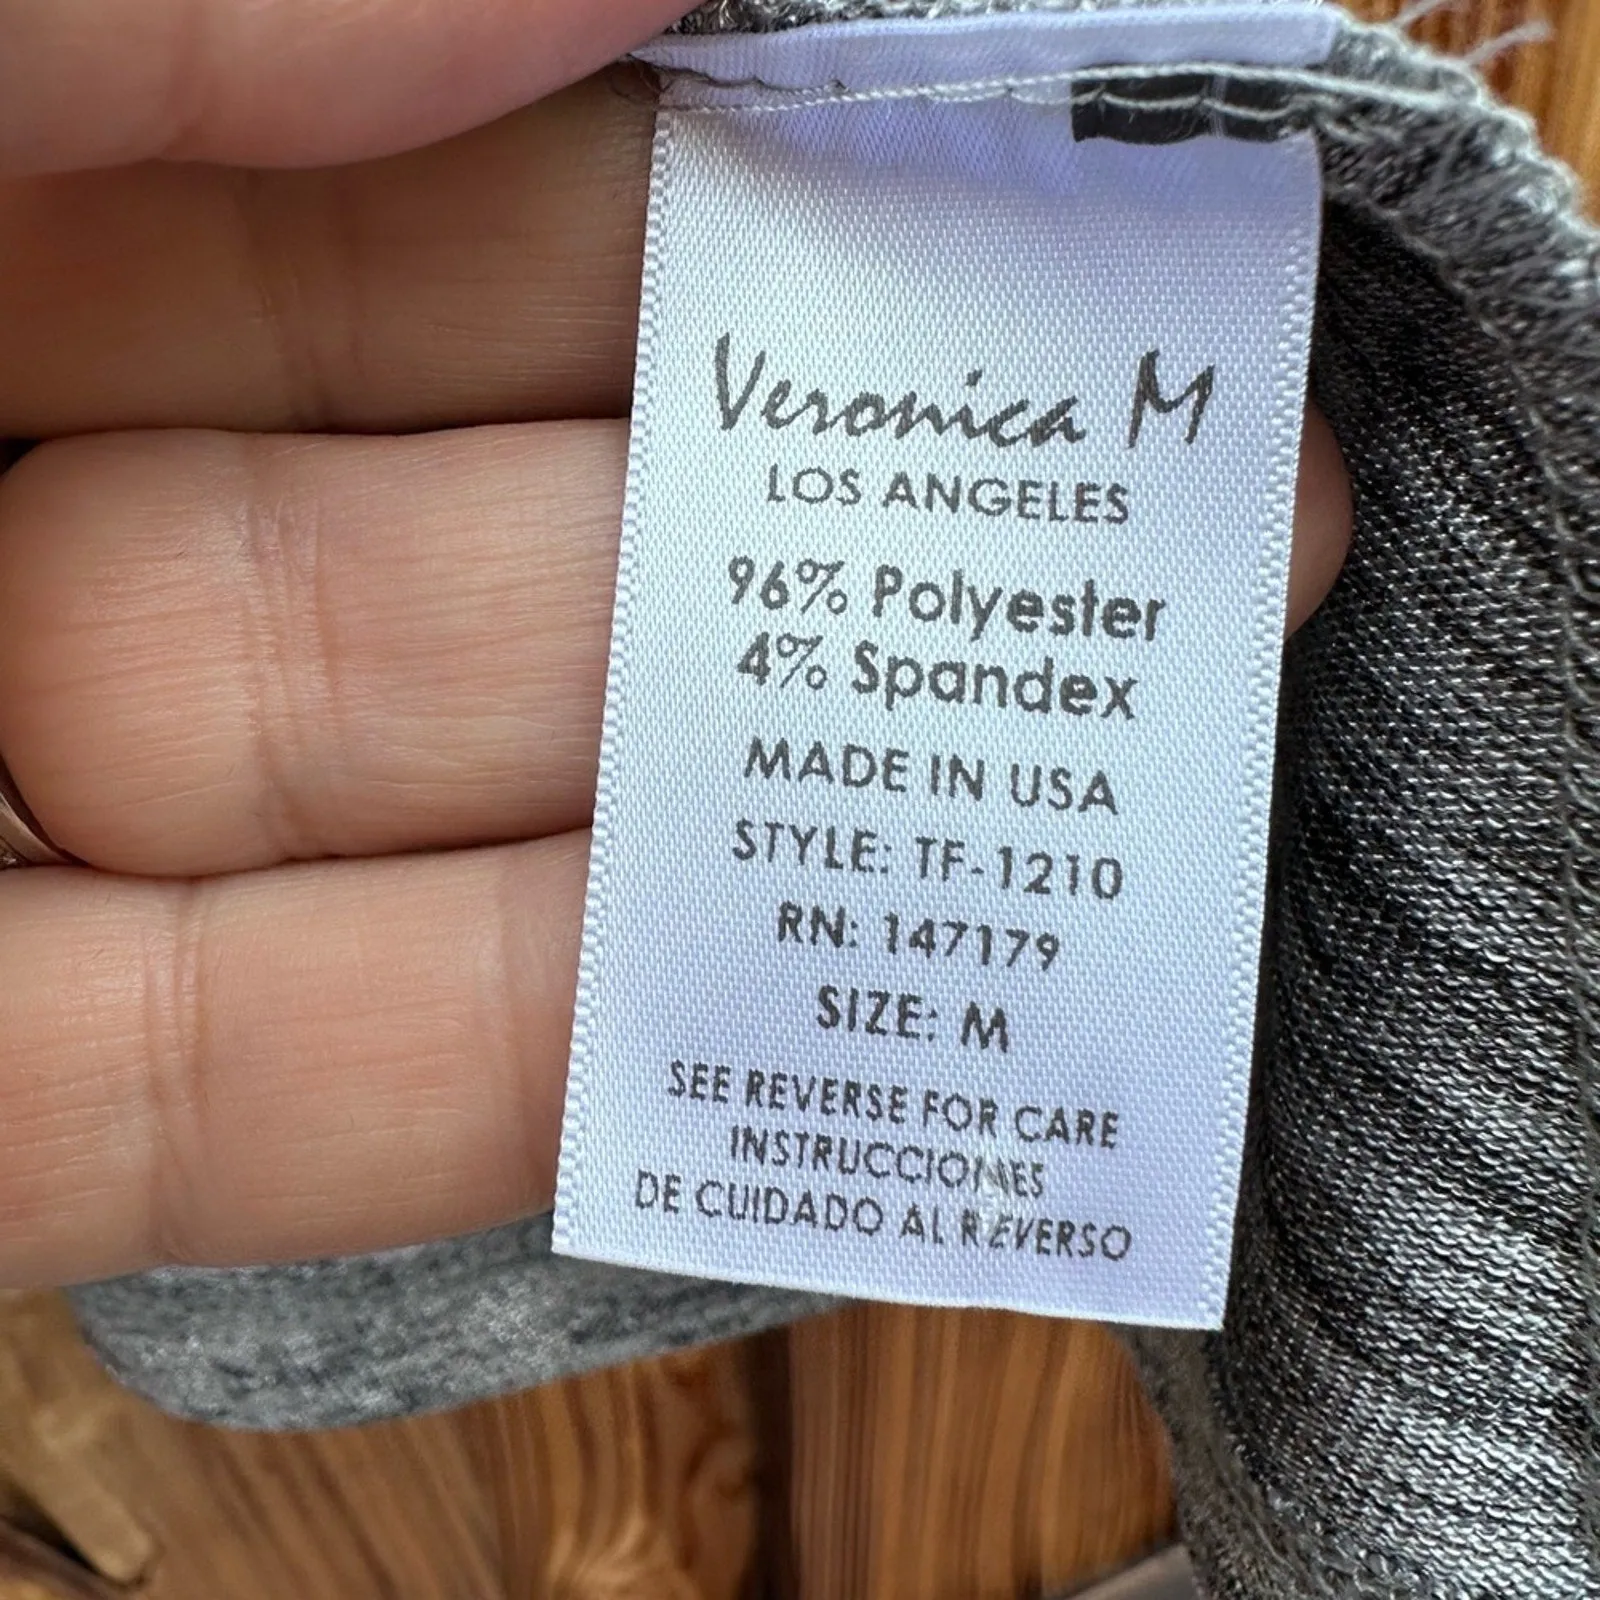 Veronica M
LOS ANGELES
96% Polyester
4% Spandex
MADE IN USA
STYLE: TF-1210
RN: 147179
SIZE: M
SEE REVERSE FOR CARE
INSTRUCCIONES
DE CUIDADO AL REVERSO